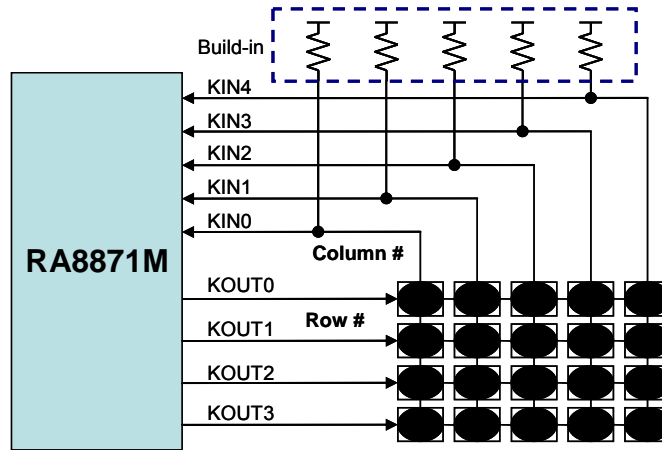 Build-in
KIN4
KIN3
KIN2
KIN1
KIN0
Column #
RA8871M
KOUT0
Row #
KOUT1
KOUT2
KOUT3